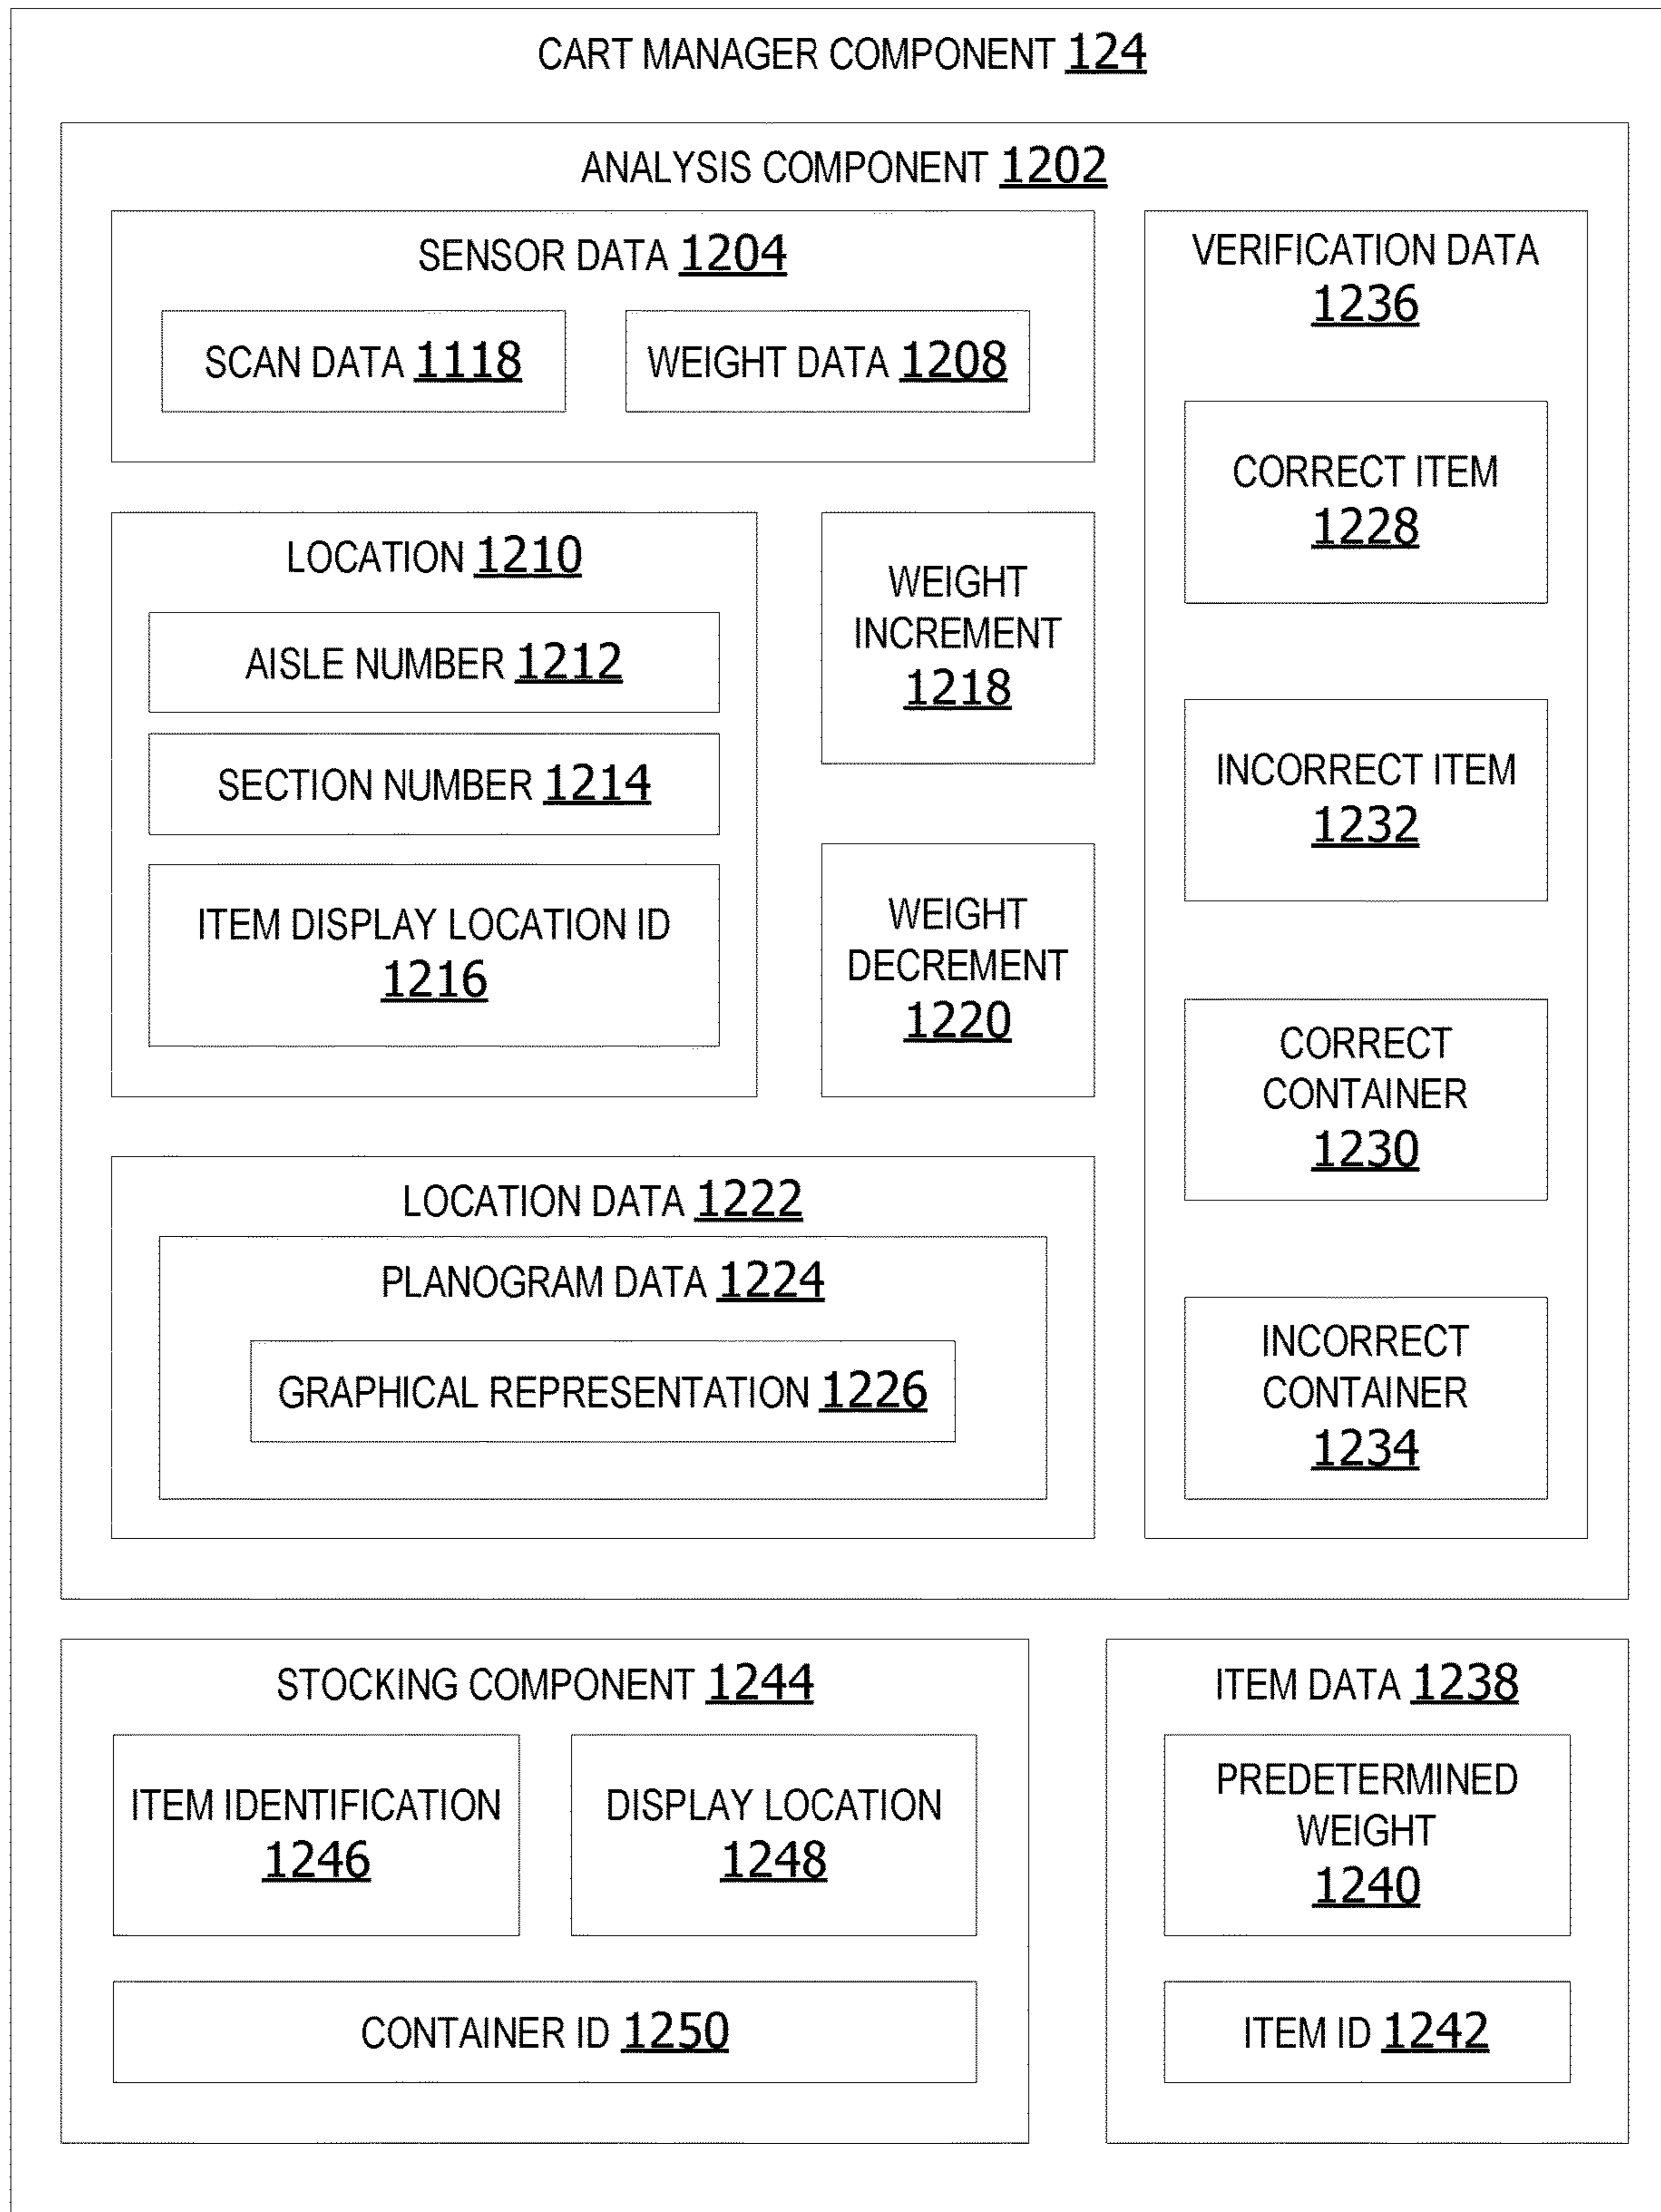 CART MANAGER COMPONENT 124
ANALYSIS COMPONENT 1202
SENSOR DATA 1204
SCAN DATA 1118
WEIGHT DATA 1208
LOCATION 1210
AISLE NUMBER 1212
SECTION NUMBER 1214
ITEM DISPLAY LOCATION ID
1216
WEIGHT
INCREMENT
1218
WEIGHT
DECREMENT
1220
LOCATION DATA 1222
PLANOGRAM DATA 1224
GRAPHICAL REPRESENTATION 1226
VERIFICATION DATA
1236
CORRECT ITEM
1228
INCORRECT ITEM
1232
CORRECT
CONTAINER
1230
INCORRECT
CONTAINER
1234
STOCKING COMPONENT 1244
ITEM IDENTIFICATION
1246
DISPLAY LOCATION
1248
CONTAINER ID 1250
ITEM DATA 1238
PREDETERMINED
WEIGHT
1240
ITEM ID 1242